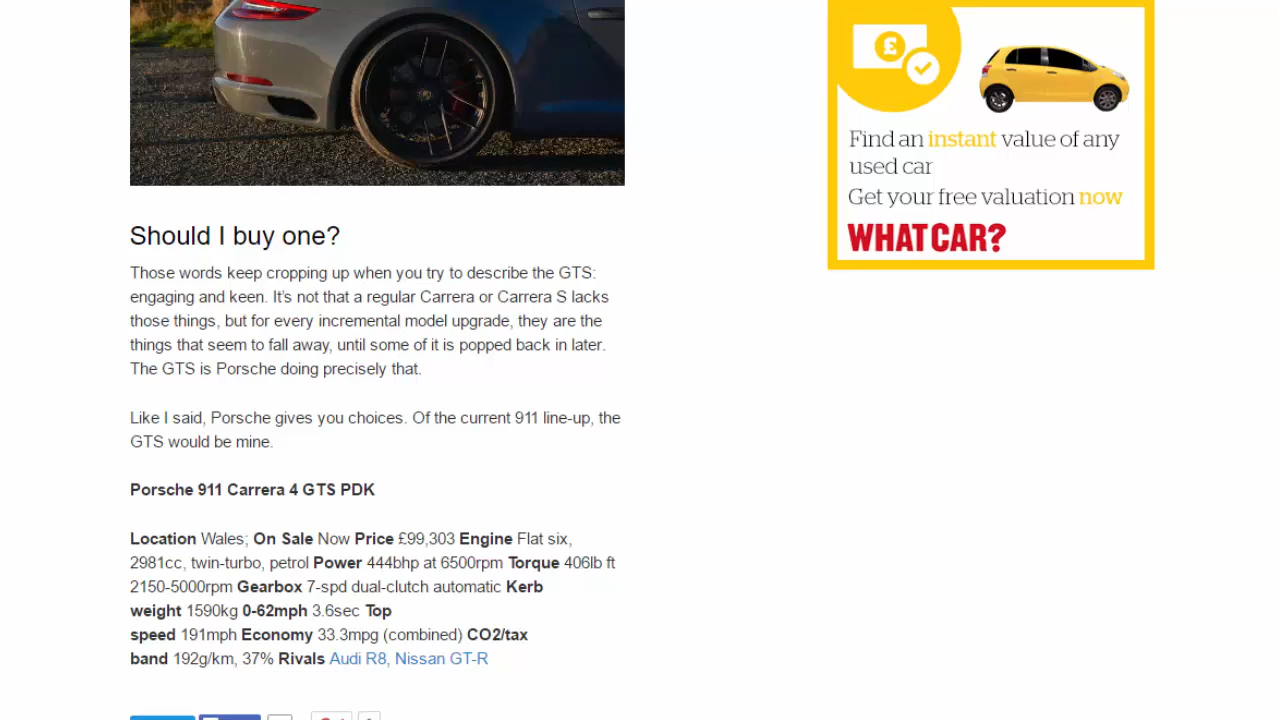 Should I buy one?
Those words keep cropping up when you try to describe the GTS:
engaging and keen. It’s not that a regular Carrera or Carrera S lacks
those things, but for every incremental model upgrade, they are the
things that seem to fall away, until some of it is popped back in later.
The GTS is Porsche doing precisely that.
Like I said, Porsche gives you choices. Of the current 911 line-up, the
GTS would be mine.
Porsche 911 Carrera 4 GTS PDK
Location Wales; On Sale Now Price £99,303 Engine Flat six,
2981cc, twin-turbo, petrol Power 444bhp at 6500rpm Torque 406lb ft
2150-5000rpm Gearbox 7-spd dual-clutch automatic Kerb
weight 1590kg 0-62mph 3.6sec Top
speed 191mph Economy 33.3mpg (combined) CO2/tax
band 192g/km, 37% Rivals Audi R8, Nissan GT-R
£
Find an instant value of any
used car
Get your free valuation now
WHAT CAR?